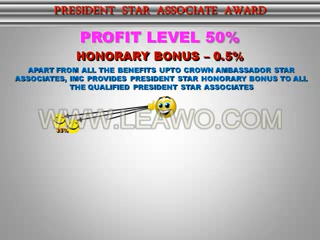 PRESIDENT STAR ASSOCIATE AWARD
PROFIT LEVEL 50%
HONORARY BONUS – 0.5%
APART FROM ALL THE BENEFITS UPTO CROWN AMBASSADOR STAR
ASSOCIATES, IMC PROVIDES PRESIDENT STAR HONORARY BONUS TO ALL
THE QUALIFIED PRESIDENT STAR ASSOCIATES
WWW.LEAWO.COM